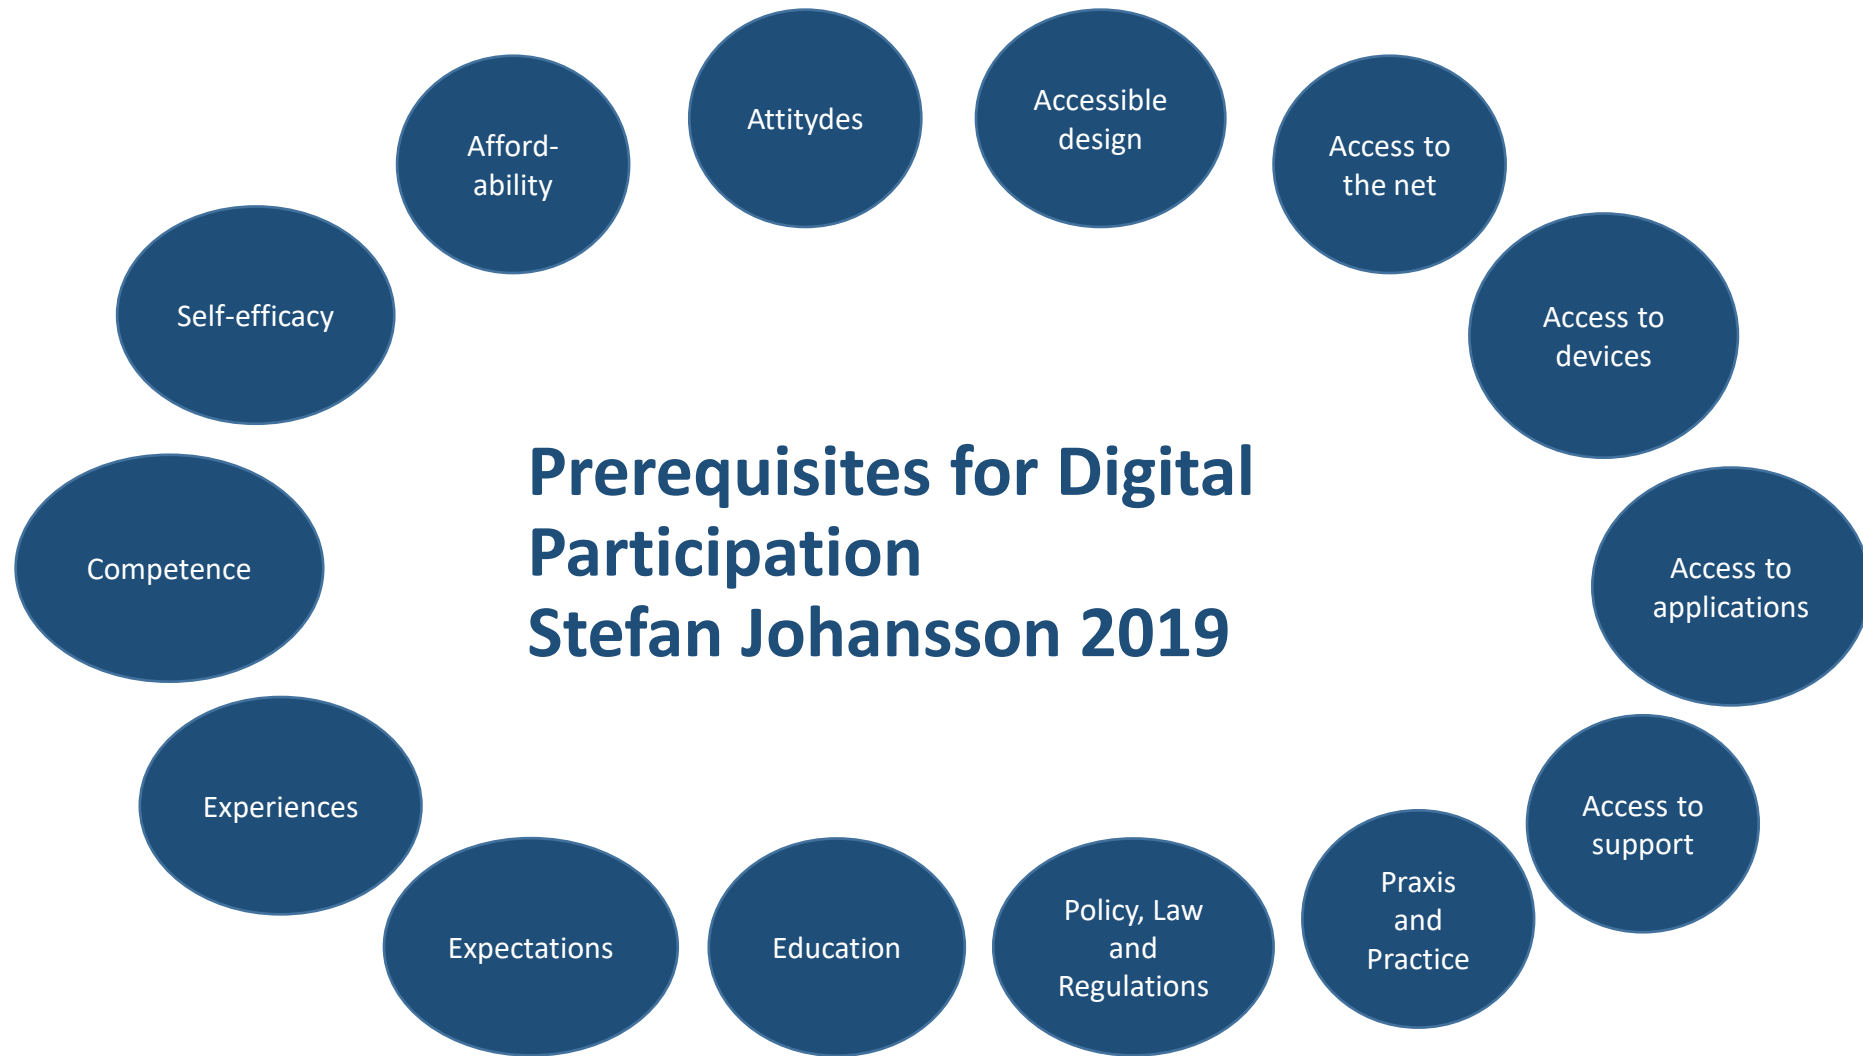 Attitydes
Accessible
design
Access to
the net
Access to
devices
Access to
applications
Access to
support
Praxis
and
Practice
Policy, Law
and
Regulations
Education
Expectations
Experiences
Competence
Self-efficacy
Afford-
ability
Prerequisites for Digital
Participation
Stefan Johansson 2019